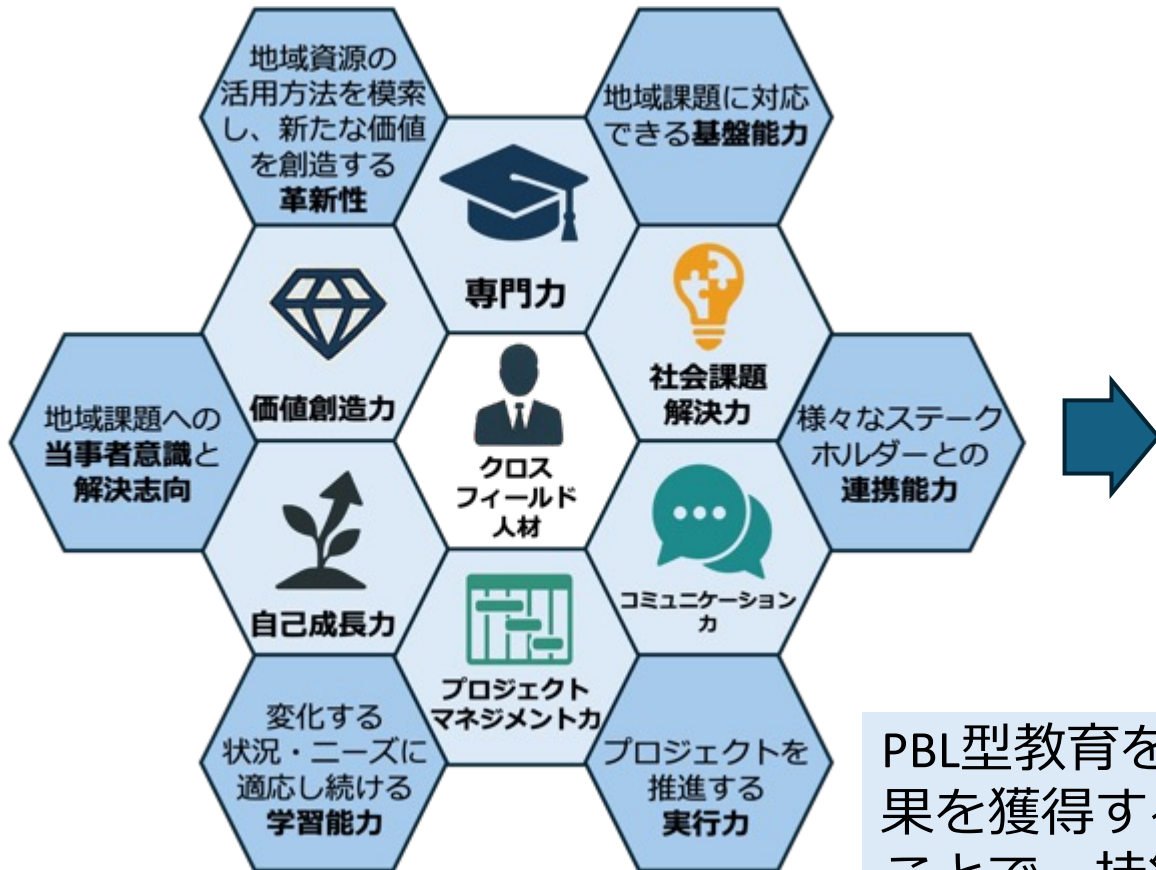 地域資源の
活用方法を模索
し、新たな価値
を創造する
革新性
地域課題に対応
できる基盤能力
専門力
価値創造力
社会課題
解決力
地域課題への
当事者意識と
解決志向
クロス
フィールド
人材
様々なステーク
ホルダーとの
連携能力
自己成長力
コミュニケーション
力
プロジェクト
マネジメント力
変化する
状況・ニーズに
適応し続ける
学習能力
プロジェクトを
推進する
実行力
PBL型教育を
果を獲得する
ことで、持